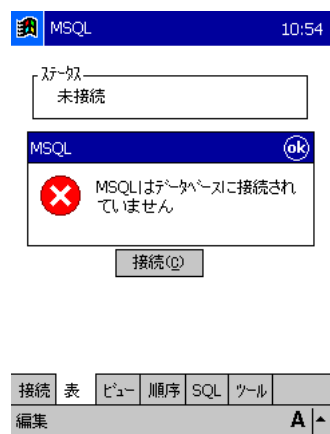 MSQL 10:54
ｽﾃｰﾀｽ
未接続
MSQL ok
MSQLはﾃﾞｰﾀﾍﾞｰｽに接続され
ていません
接続(C)
接続 表 ﾋﾞｭｰ 順序 SQL ﾂｰﾙ
編集 A